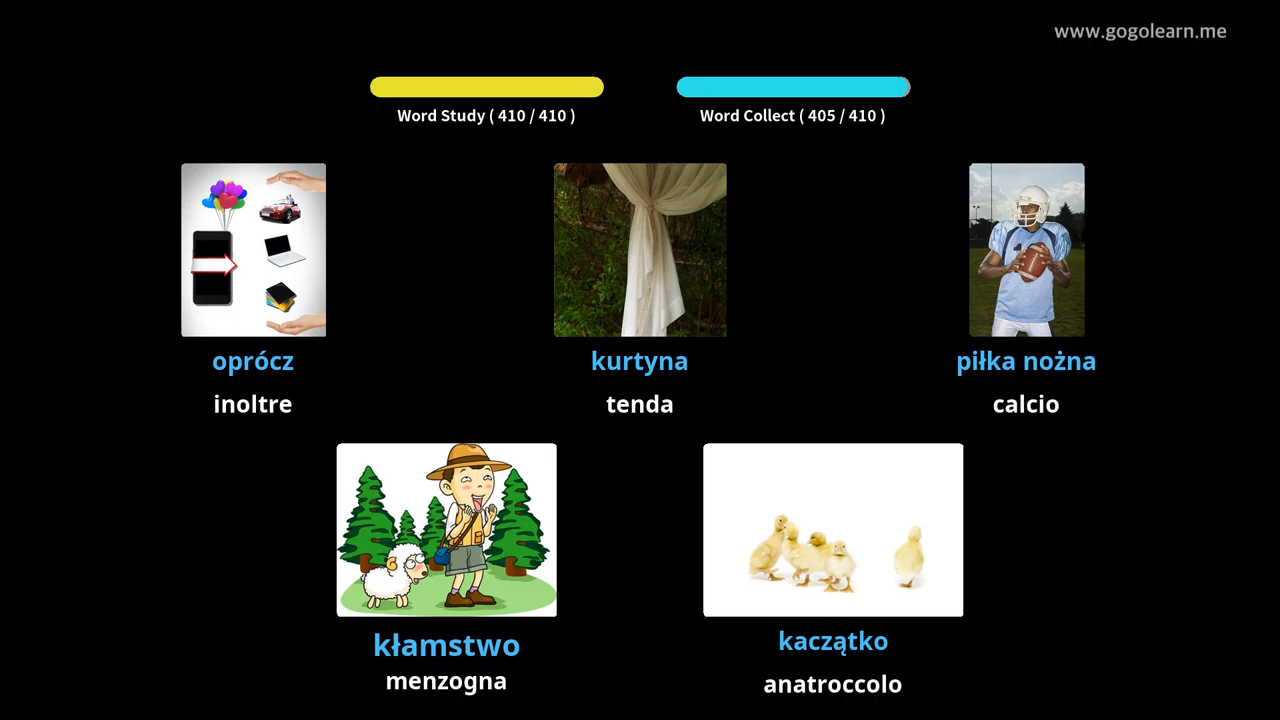 www.gogolearn.me
Word Study ( 410 / 410 )
Word Collect ( 405 / 410 )
oprócz
kurtyna
piłka nożna
inoltre
tenda
calcio
kłamstwo
kaczątko
menzogna
anatroccolo